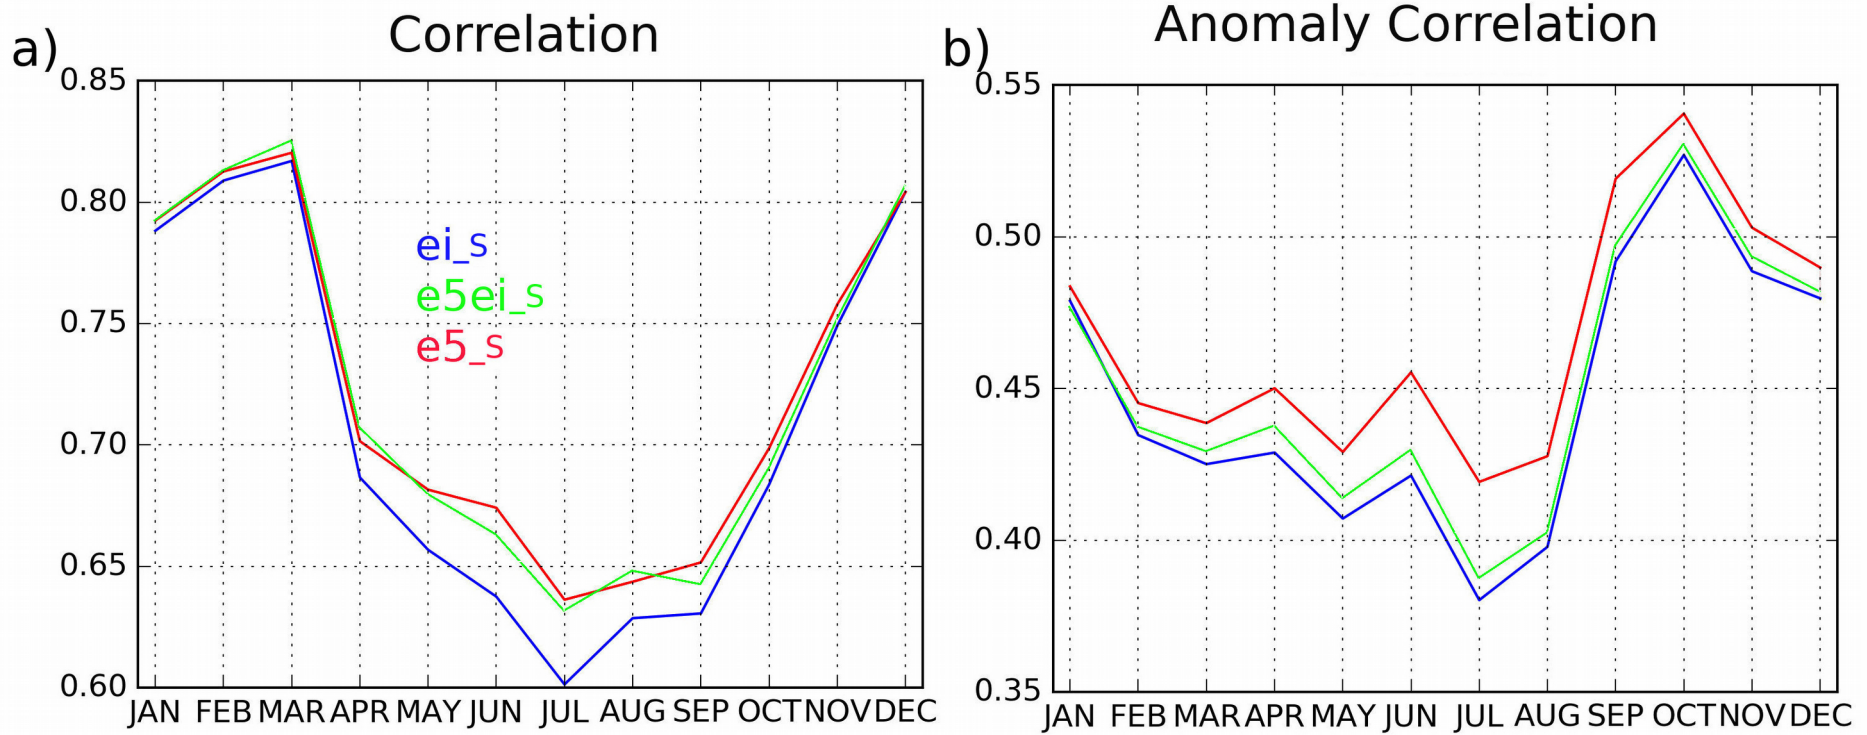 a)
Correlation
0.85
0.80
0.75
0.70
0.65
0.60
ei_S
e5ei_S
e5_S
JAN FEB MAR APR MAY JUN JUL AUG SEP OCT NOV DEC
b)
Anomaly Correlation
0.55
0.50
0.45
0.40
0.35
JAN FEB MAR APR MAY JUN JUL AUG SEP OCT NOV DEC